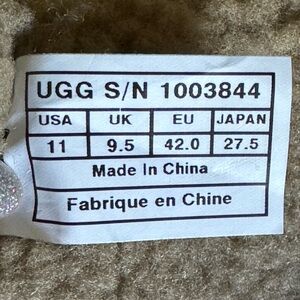 UGG S/N 1003844
USA UK EU JAPAN
11 9.5 42.0 27.5
Made In China
Fabrique en Chine